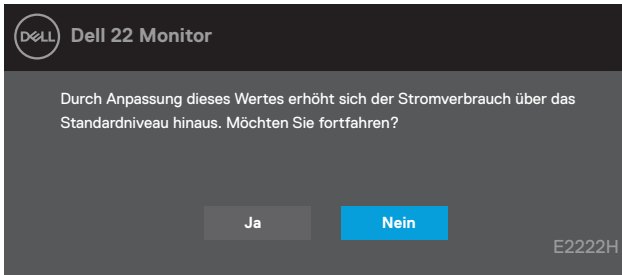 DELL Dell 22 Monitor
Durch Anpassung dieses Wertes erhöht sich der Stromverbrauch über das
Standardniveau hinaus. Möchten Sie fortfahren?
Ja Nein
E2222H